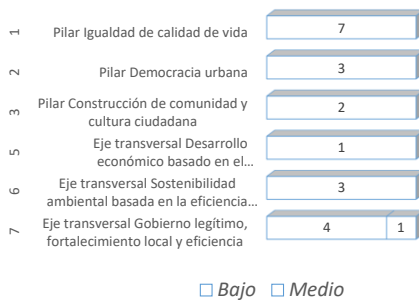 1
Pilar Igualdad de calidad de vida
7
2
Pilar Democracia urbana
3
3
Pilar Construcción de comunidad y
cultura ciudadana
2
5
Eje transversal Desarrollo
económico basado en el...
1
6
Eje transversal Sostenibilidad
ambiental basada en la eficiencia...
3
7
Eje transversal Gobierno legítimo,
fortalecimiento local y eficiencia
4 1
Bajo Medio